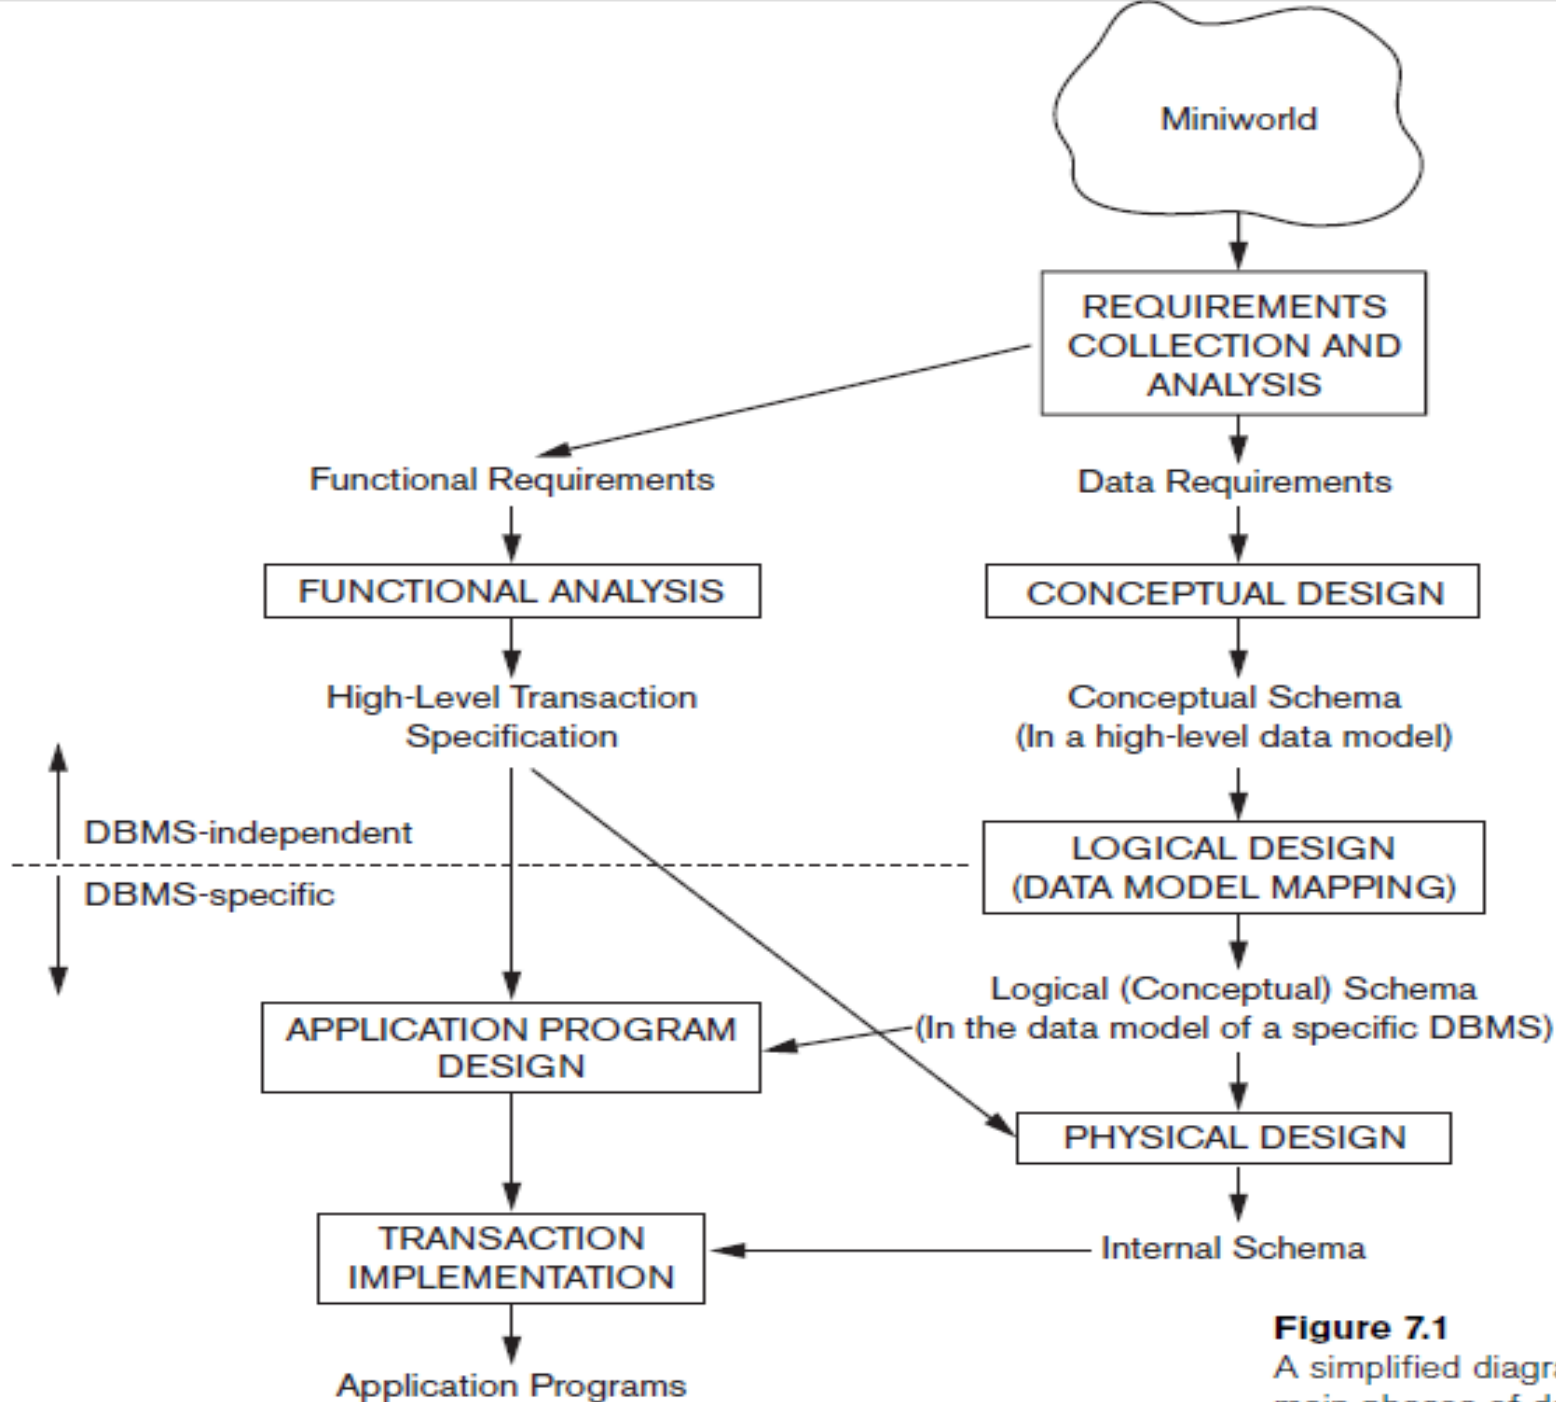 Miniworld
REQUIREMENTS
COLLECTION AND
ANALYSIS
Functional Requirements
Data Requirements
FUNCTIONAL ANALYSIS
CONCEPTUAL DESIGN
High-Level Transaction
Specification
Conceptual Schema
(In a high-level data model)
DBMS-independent
DBMS-specific
LOGICAL DESIGN
(DATA MODEL MAPPING)
Logical (Conceptual) Schema
(In the data model of a specific DBMS)
APPLICATION PROGRAM
DESIGN
PHYSICAL DESIGN
TRANSACTION
IMPLEMENTATION
Internal Schema
Application Programs
Figure 7.1
A simplified